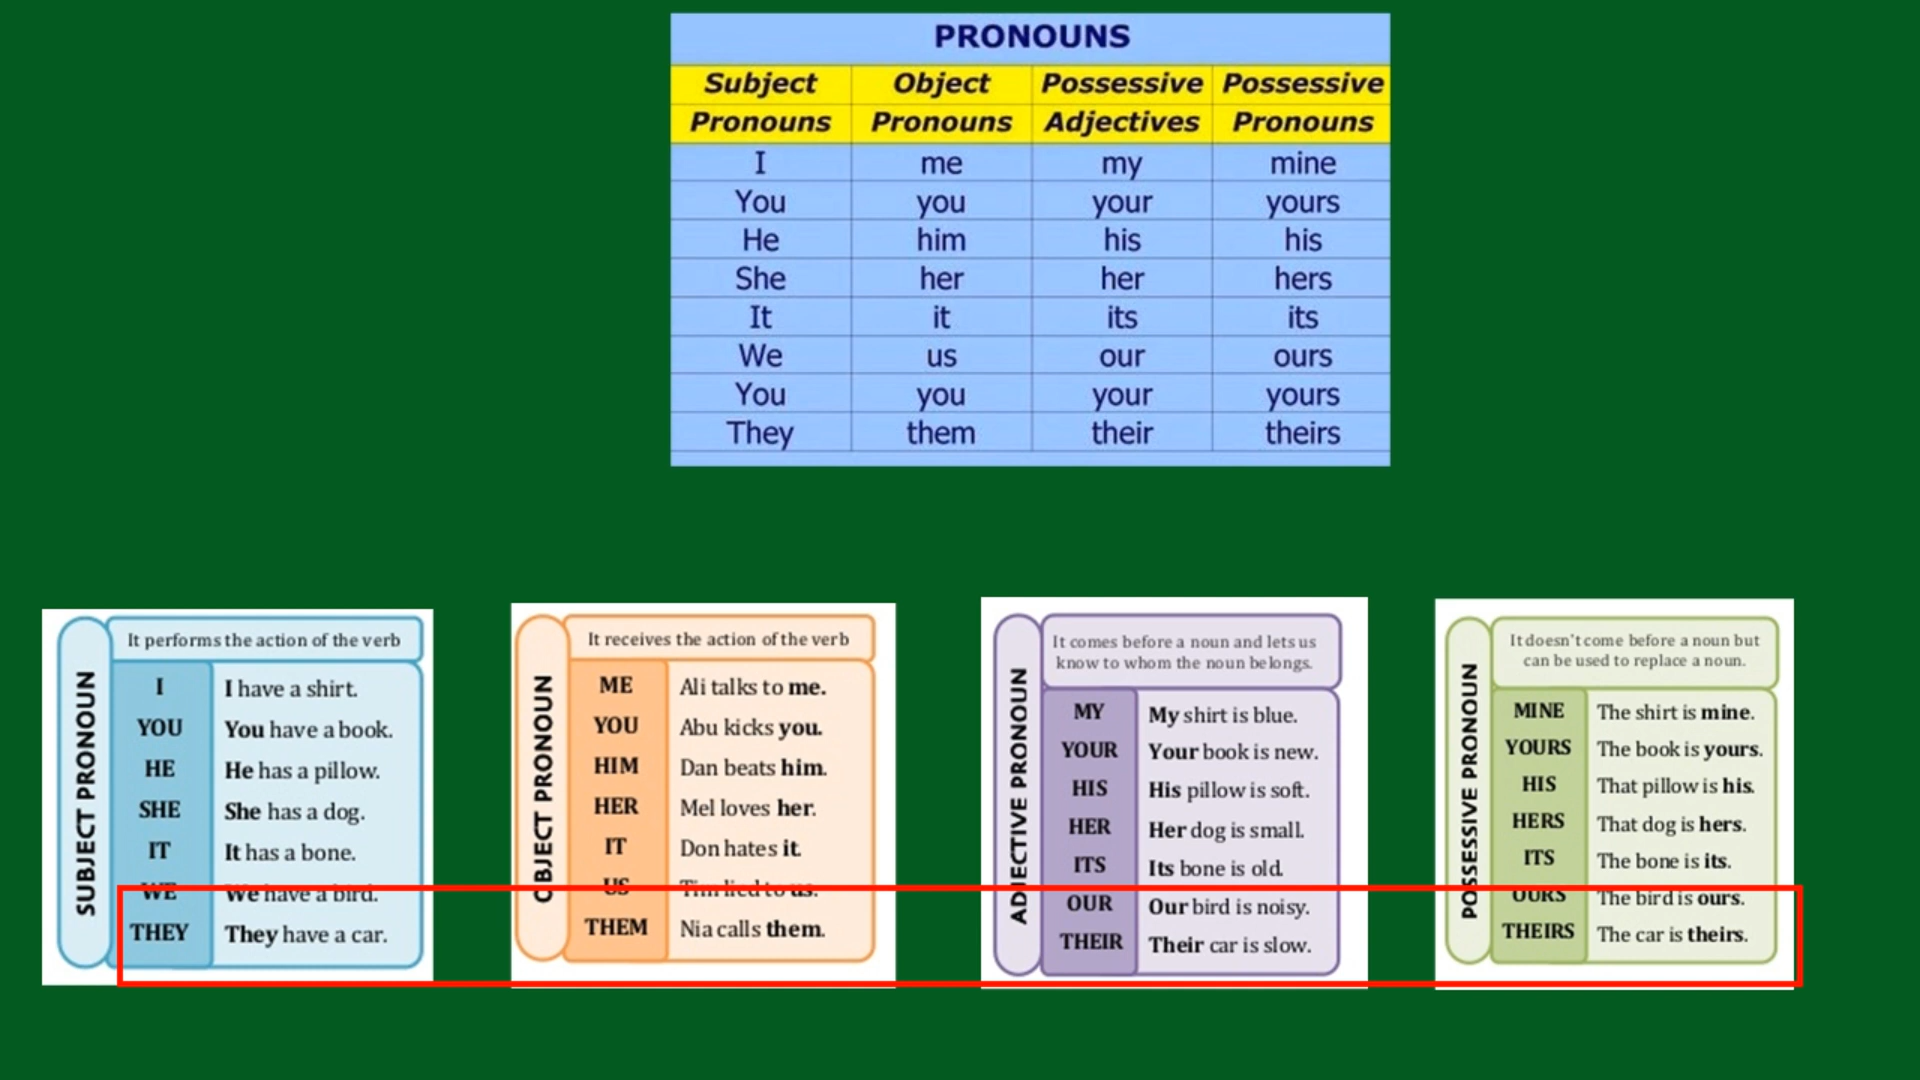 PRONOUNS
Subject Object Possessive Possessive
Pronouns Pronouns Adjectives Pronouns
I me my mine
You you your yours
He him his his
She her her hers
It it its its
We us our ours
You you your yours
They them their theirs
SUBJECT PRONOUN
It performs the action of the verb
I I have a shirt.
YOU You have a book.
HE He has a pillow.
SHE She has a dog.
IT It has a bone.
WE We have a bird.
THEY They have a car.
OBJECT PRONOUN
It receives the action of the verb
ME Ali talks to me.
YOU Abu kicks you.
HIM Dan beats him.
HER Mel loves her.
IT Don hates it.
US Tim lied to us.
THEM Nia calls them.
ADJECTIVE PRONOUN
It comes before a noun and lets us
know to whom the noun belongs.
MY My shirt is blue.
YOUR Your book is new.
HIS His pillow is soft.
HER Her dog is small.
ITS Its bone is old.
OUR Our bird is noisy.
THEIR Their car is slow.
POSSESSIVE PRONOUN
It doesn't come before a noun but
can be used to replace a noun.
MINE The shirt is mine.
YOURS The book is yours.
HIS That pillow is his.
HERS That dog is hers.
ITS The bone is its.
OURS The bird is ours.
THEIRS The car is theirs.